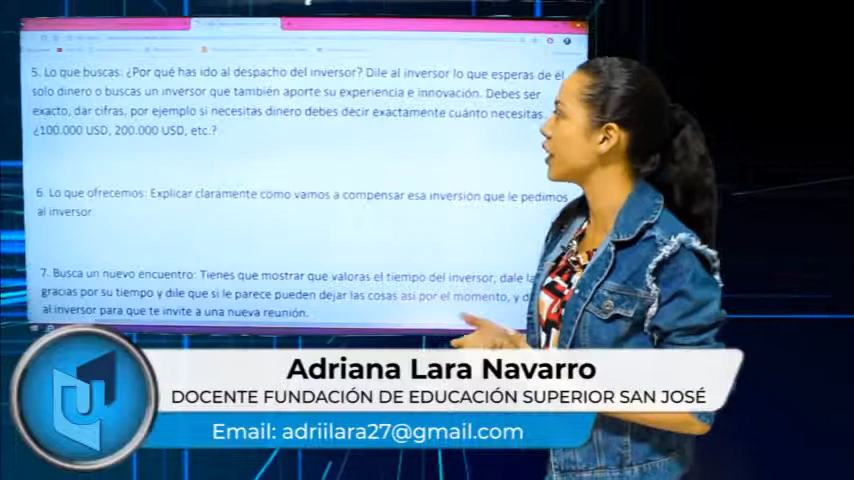 5. Lo que buscas: ¿Por qué has ido al despacho del inversor? Dile al inversor lo que esperas de él,
solo dinero o buscas un inversor que también aporte su experiencia e innovación. Debes ser
exacto, dar cifras, por ejemplo si necesitas dinero debes decir exactamente cuánto necesitas.
¿100.000 USD, 200.000 USD, etc.?
6. Lo que ofrecemos: Explicar claramente como vamos a compensar esa inversión que le pedimos
al inversor
7. Busca un nuevo encuentro: Tienes que mostrar que valoras el tiempo del inversor, dale la
gracias por su tiempo y dile que si le parece pueden dejar las cosas así por el momento, y
al inversor para que te invite a una nueva reunión.
Adriana Lara Navarro
DOCENTE FUNDACIÓN DE EDUCACIÓN SUPERIOR SAN JOSÉ
Email: adriilara27@gmail.com